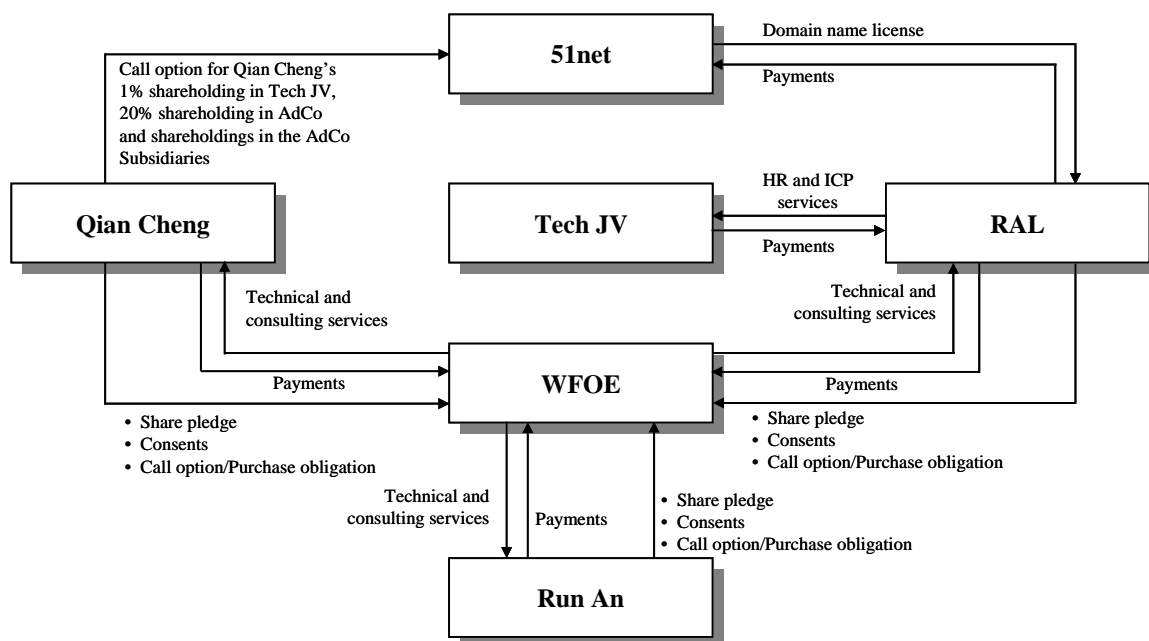 51net
Domain name license
Payments
Call option for Qian Cheng's
1% shareholding in Tech JV,
20% shareholding in AdCo
and shareholdings in the AdCo
Subsidiaries
Qian Cheng
Tech JV
HR and ICP
services
Payments
RAL
Technical and
consulting services
Technical and
consulting services
WFOE
Payments
Payments
• Share pledge
• Consents
• Call option/Purchase obligation
• Share pledge
• Consents
• Call option/Purchase obligation
Technical and
consulting services
Payments
• Share pledge
• Consents
• Call option/Purchase obligation
Run An